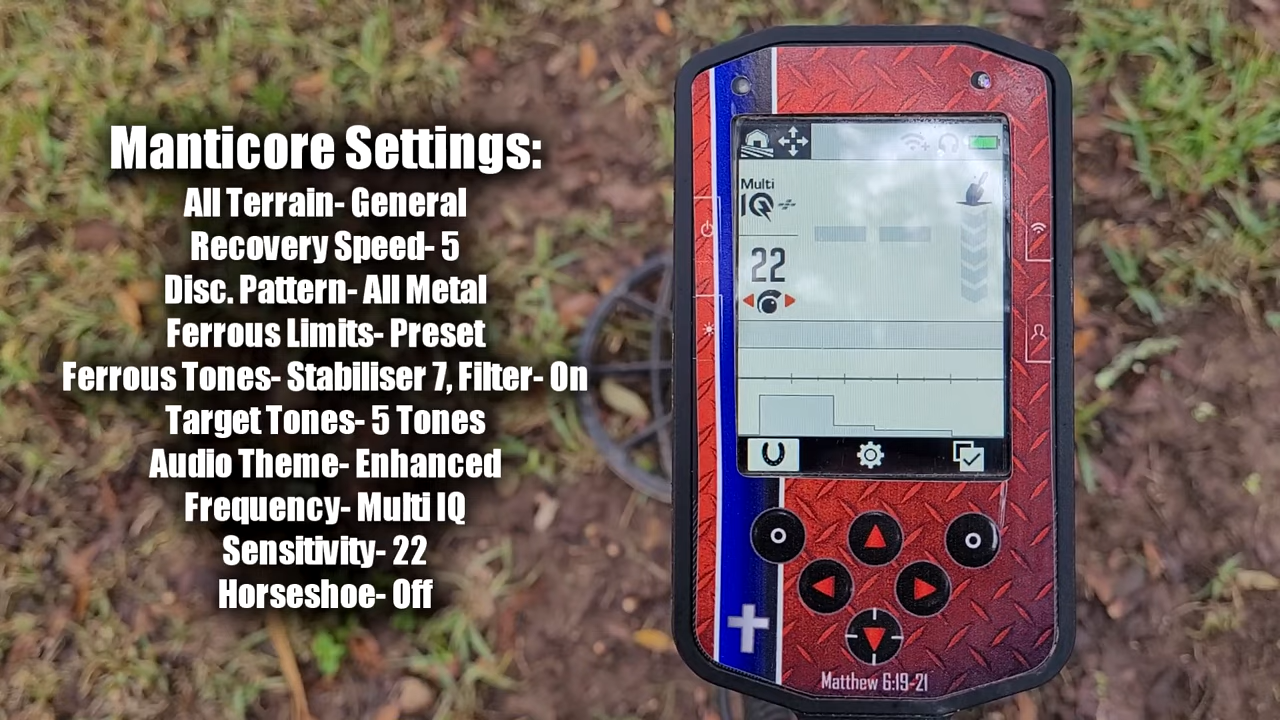 Manticore Settings:
All Terrain- General
Recovery Speed- 5
Disc. Pattern- All Metal
Ferrous Limits- Preset
Ferrous Tones- Stabiliser 7, Filter- On
Target Tones- 5 Tones
Audio Theme- Enhanced
Frequency- Multi IQ
Sensitivity- 22
Horseshoe- Off
Multi
IQ
22
Matthew 6:19-21